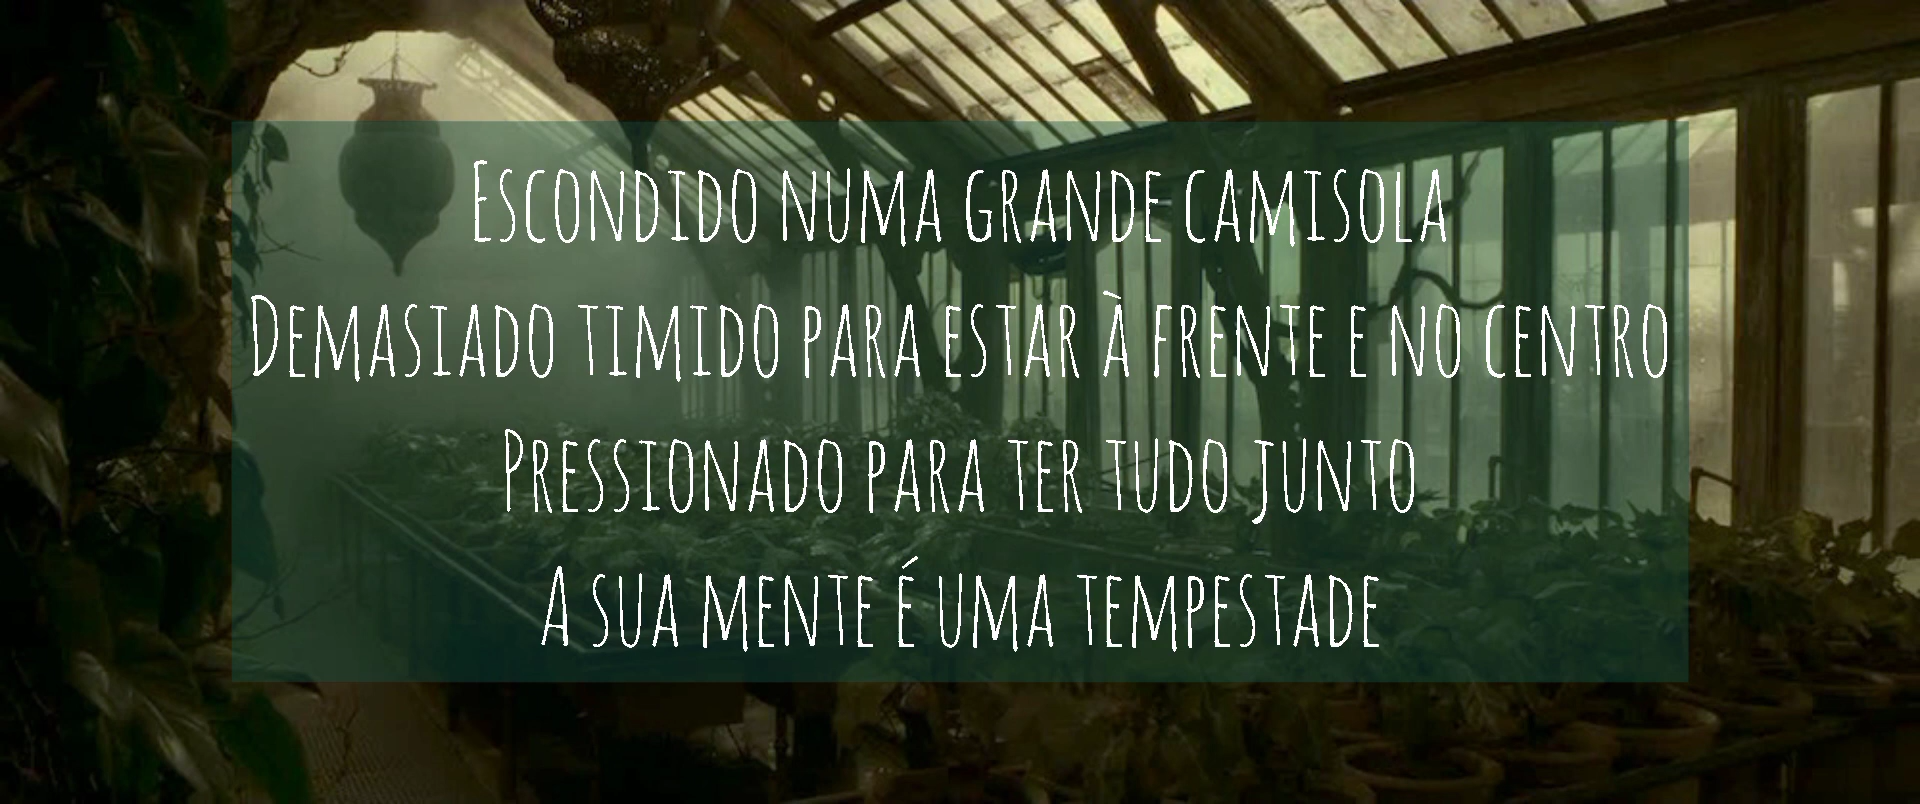 Escondido numa grande camisola
Demasiado timido para estar à frente e no centro
Pressionado para ter tudo junto
A sua mente é uma tempestade